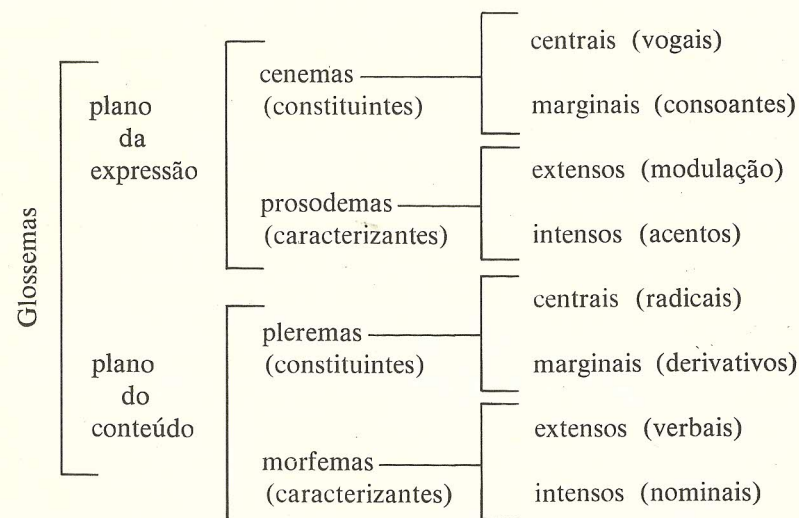 Glossemas
plano
da
expressão
cenemas
(constituintes)
centrais (vogais)
marginais (consoantes)
prosodemas
(caracterizantes)
extensos (modulação)
intensos (acentos)
plano
do
conteúdo
pleremas
(constituintes)
centrais (radicais)
marginais (derivativos)
morfemas
(caracterizantes)
extensos (verbais)
intensos (nominais)